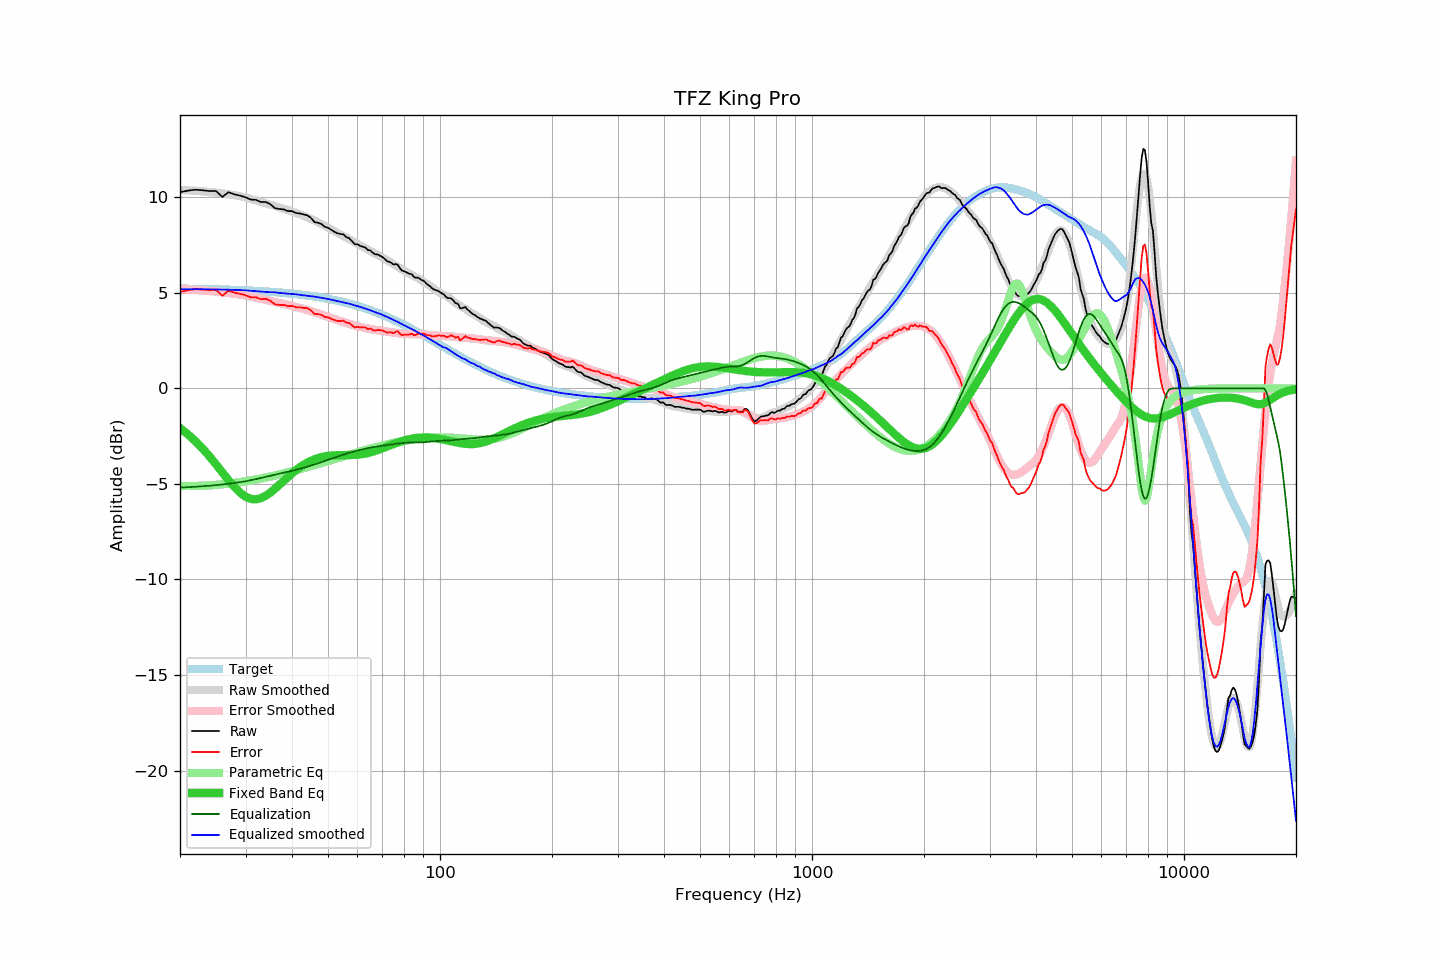 TFZ King Pro
Amplitude (dBr)
10
5
0
−5
−10
−15
−20
Target
Raw Smoothed
Error Smoothed
Raw
Error
Parametric Eq
Fixed Band Eq
Equalization
Equalized smoothed
100
1000
10000
Frequency (Hz)